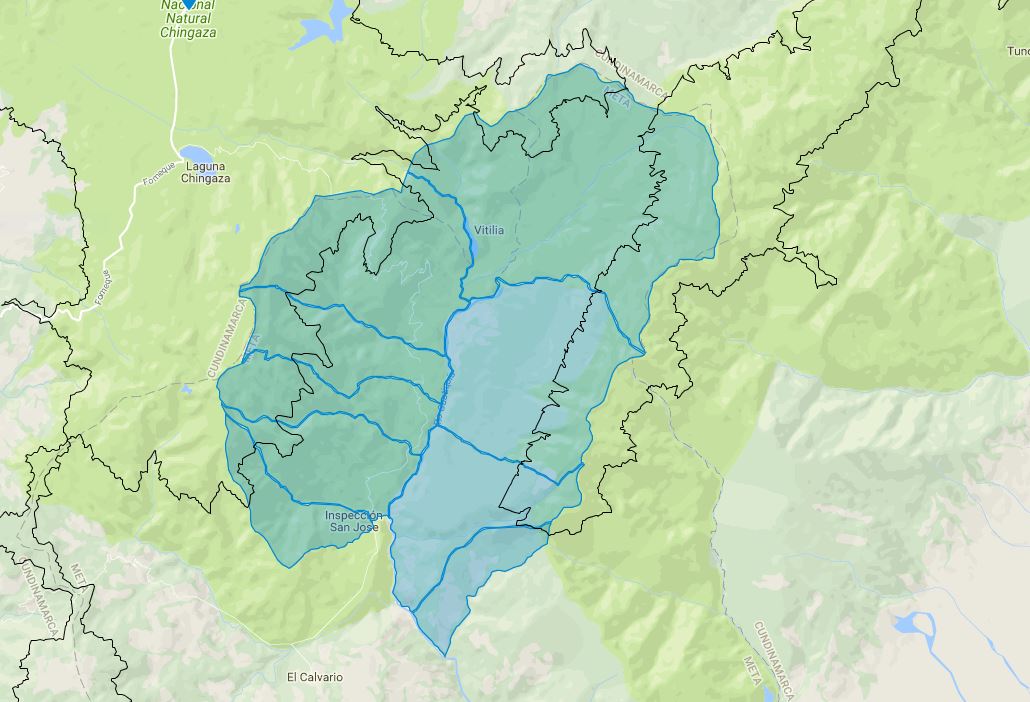 Nacional
Natural
Chingaza
CUNDINAMARCA
META
Tunc
Laguna
Chingaza
Fomeque
Vitilia
Fomeque
CUNDINAMARCA
META
Inspección
San Jose
CUNDINAMARCA
META
El Calvario
CUNDINAMARCA
META